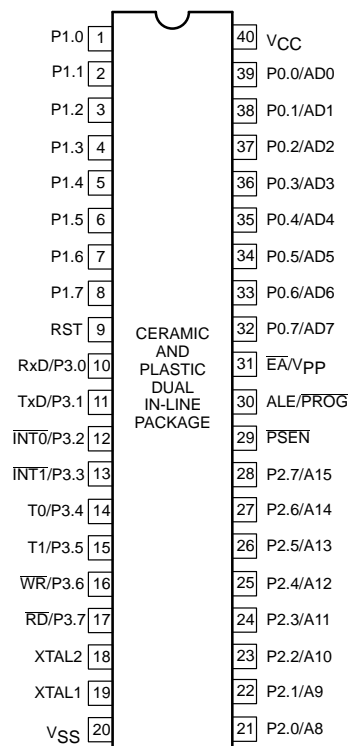 P1.0 1
P1.1 2
P1.2 3
P1.3 4
P1.4 5
P1.5 6
P1.6 7
P1.7 8
RST 9
RxD/P3.0 10
TxD/P3.1 11
INT0/P3.2 12
INT1/P3.3 13
T0/P3.4 14
T1/P3.5 15
WR/P3.6 16
RD/P3.7 17
XTAL2 18
XTAL1 19
VSS 20
CERAMIC
AND
PLASTIC
DUAL
IN-LINE
PACKAGE
40 VCC
39 P0.0/AD0
38 P0.1/AD1
37 P0.2/AD2
36 P0.3/AD3
35 P0.4/AD4
34 P0.5/AD5
33 P0.6/AD6
32 P0.7/AD7
31 EA/VPP
30 ALE/PROG
29 PSEN
28 P2.7/A15
27 P2.6/A14
26 P2.5/A13
25 P2.4/A12
24 P2.3/A11
23 P2.2/A10
22 P2.1/A9
21 P2.0/A8